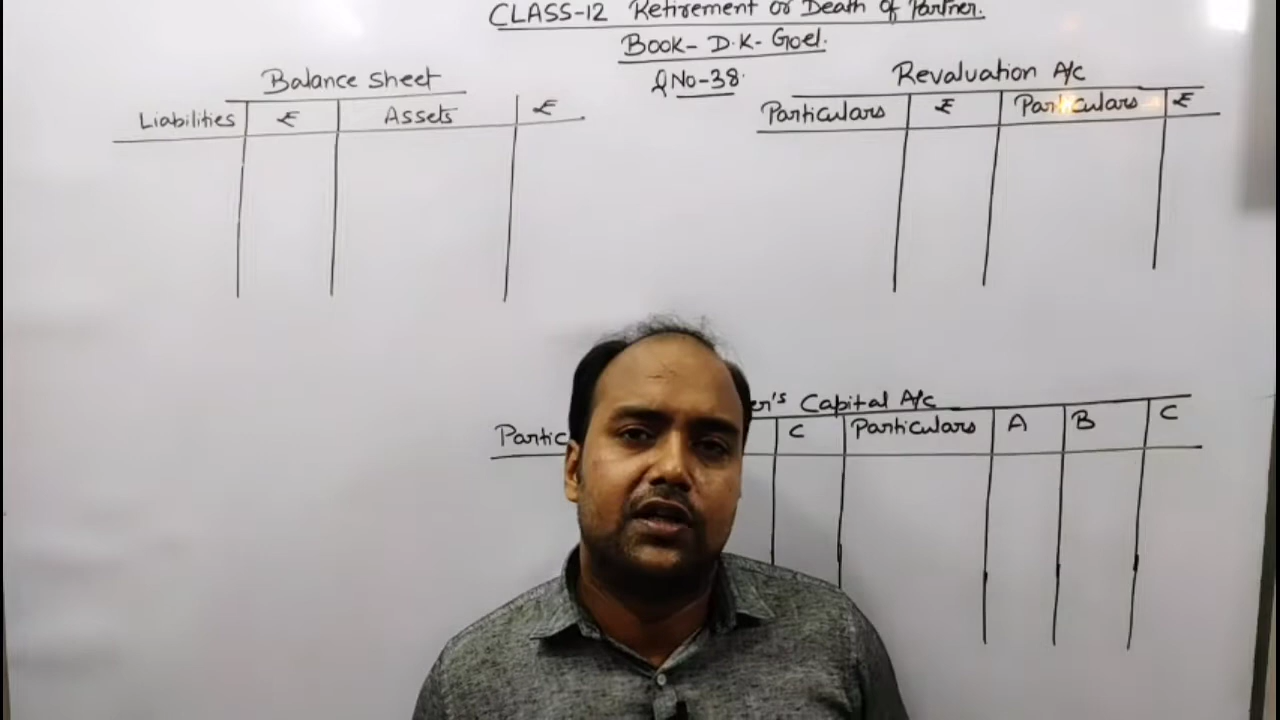 CLASS-12 Retirement or Death of Partner.
Book- D.K- Goel.
QNo-38.
Balance Sheet
Liabilities ₹ Assets ₹
Revaluation A/c
Particulars ₹ Particulars ₹
er's Capital A/c
Partic C Particulars A B C